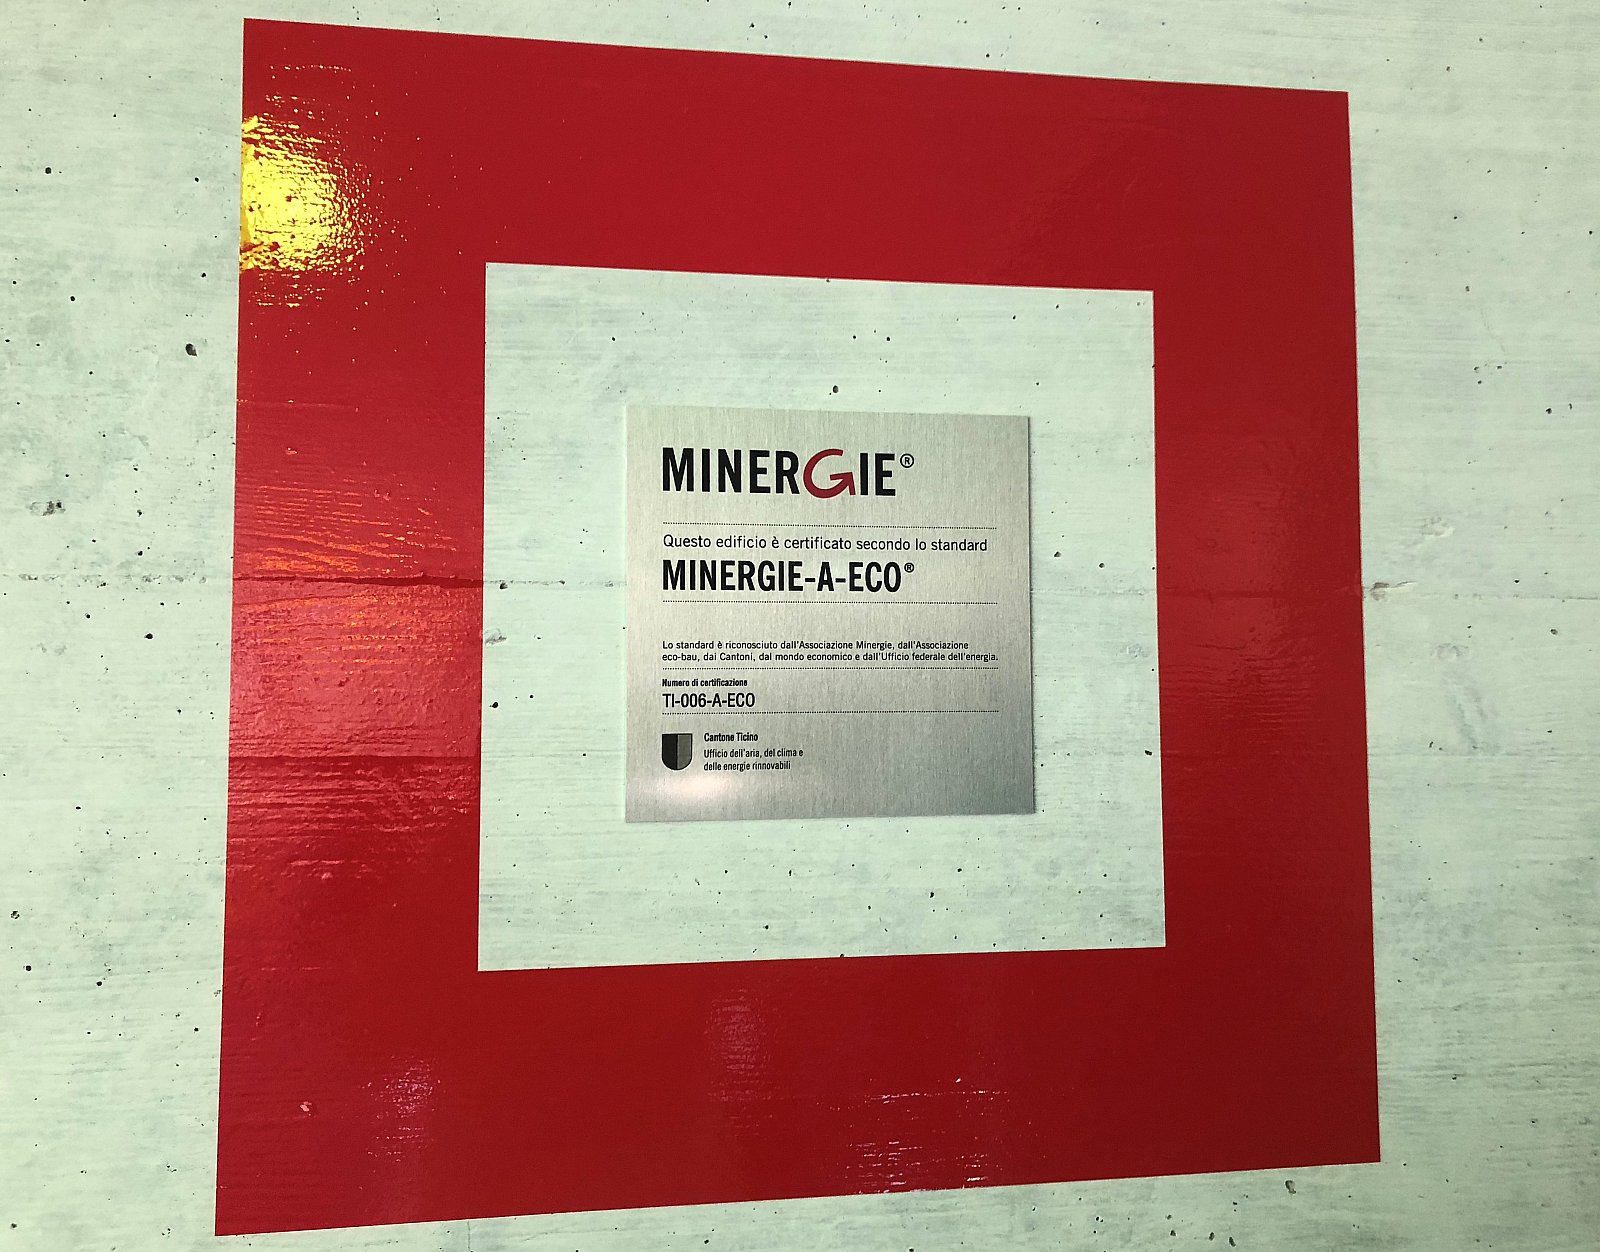 MINERGIE®
Questo edificio è certificato secondo lo standard
MINERGIE-A-ECO®
Lo standard è riconosciuto dall'Associazione Minergie, dall'Associazione
eco-bau, dai Cantoni, dal mondo economico e dall'Ufficio federale dell'energia.
Numero di certificazione
TI-006-A-ECO
Cantone Ticino
Ufficio dell'aria, del clima e
delle energie rinnovabili